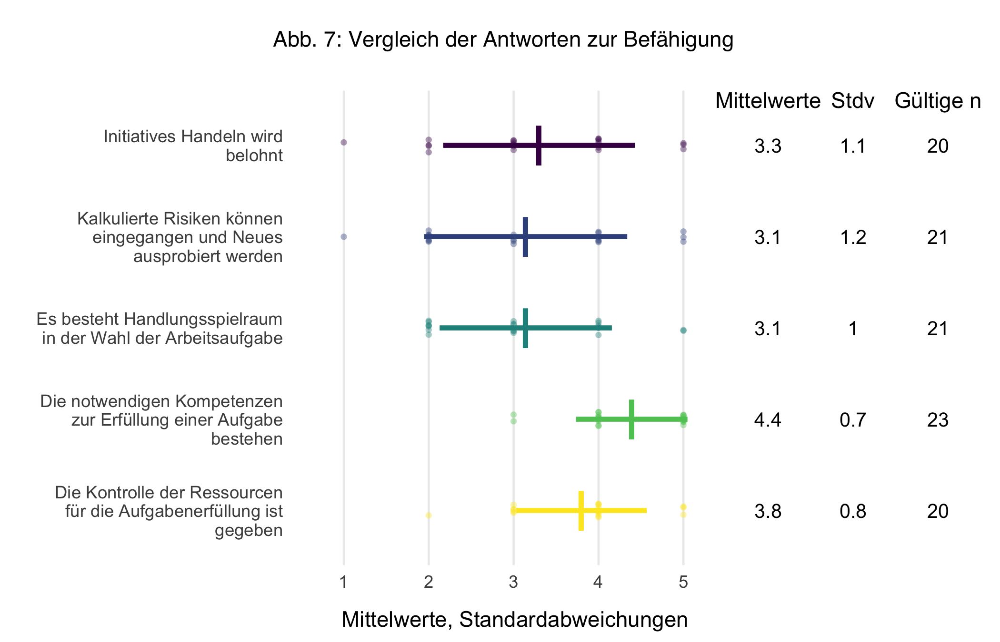 Abb. 7: Vergleich der Antworten zur Befähigung
Mittelwerte Stdv Gültige n
Initiatives Handeln wird
belohnt
3.3 1.1 20
Kalkulierte Risiken können
eingegangen und Neues
ausprobiert werden
3.1 1.2 21
Es besteht Handlungsspielraum
in der Wahl der Arbeitsaufgabe
3.1 1 21
Die notwendigen Kompetenzen
zur Erfüllung einer Aufgabe
bestehen
4.4 0.7 23
Die Kontrolle der Ressourcen
für die Aufgabenerfüllung ist
gegeben
3.8 0.8 20
1 2 3 4 5
Mittelwerte, Standardabweichungen